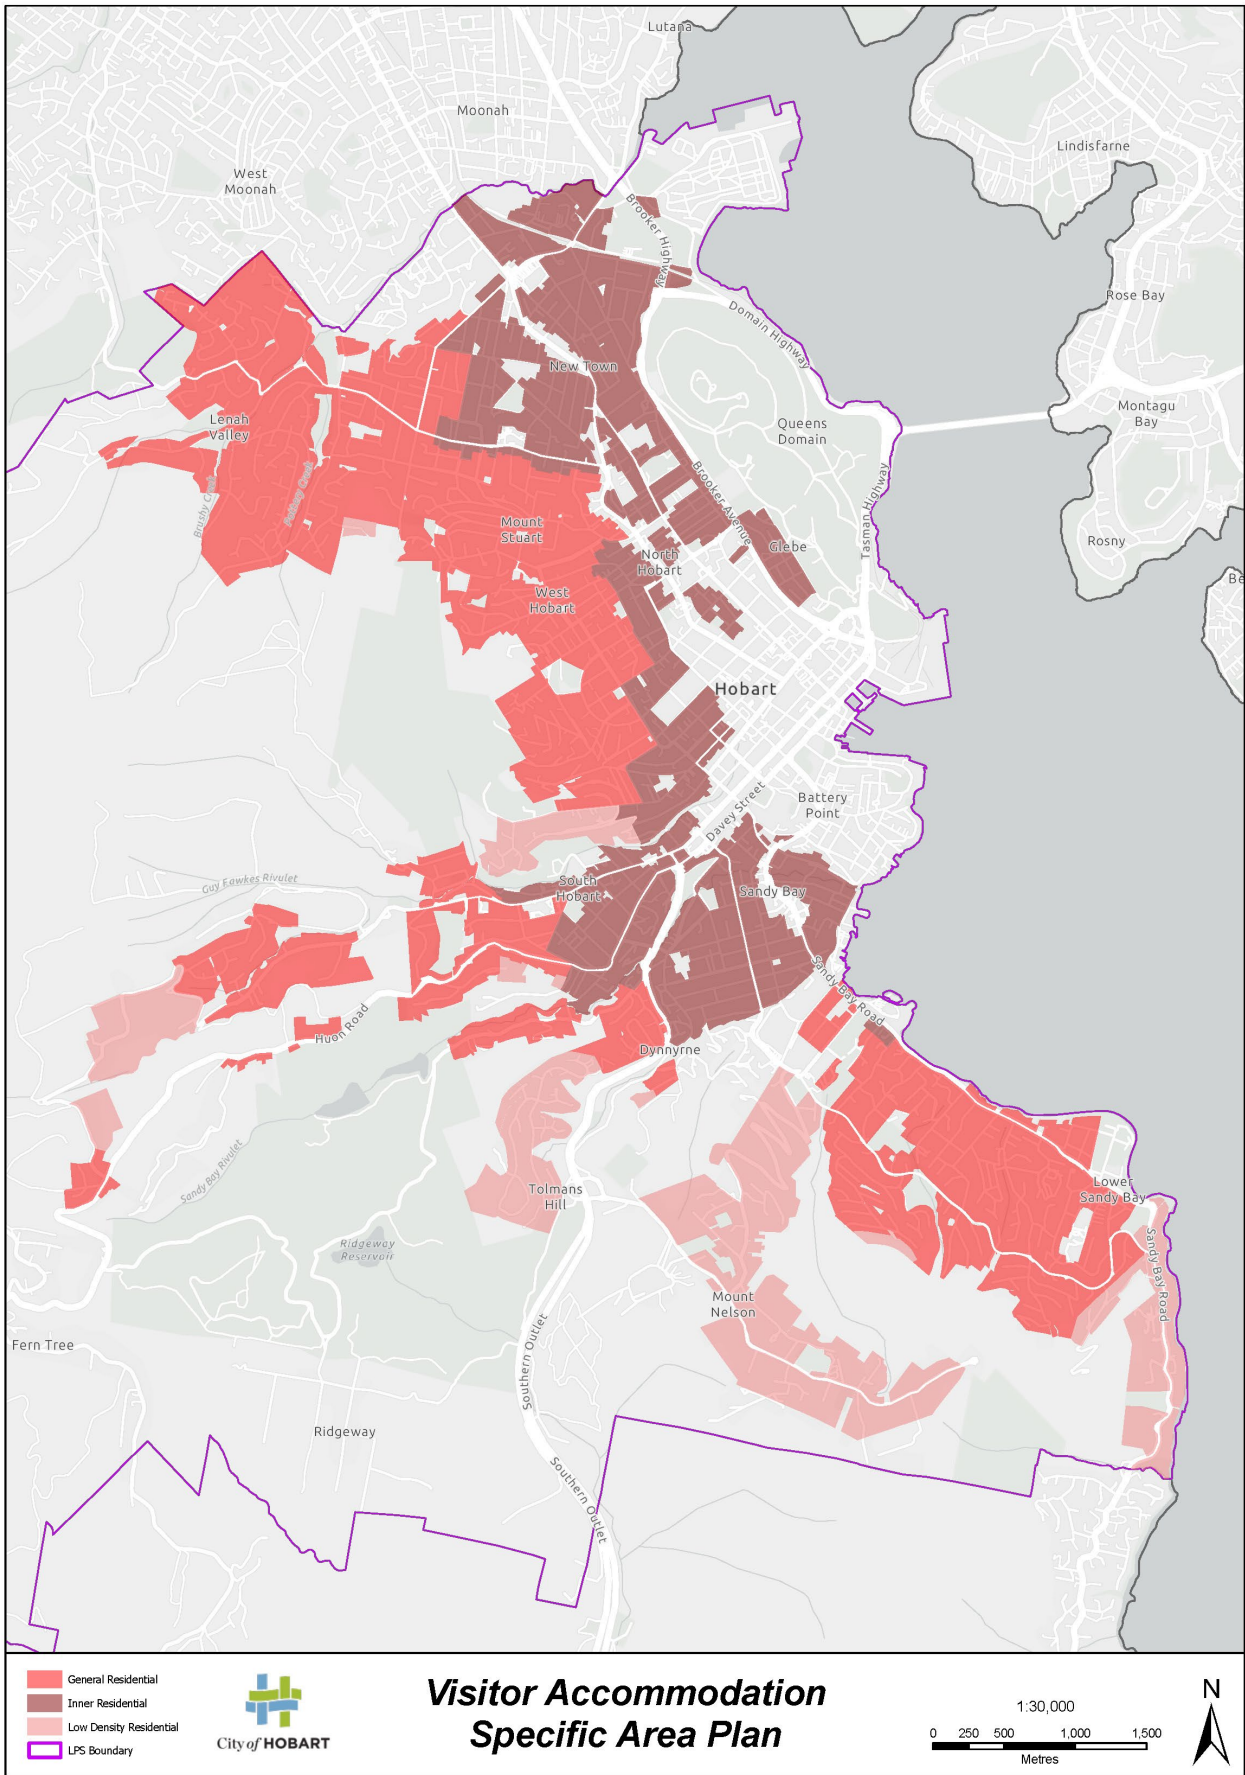 Lutana
Moonah
Lindisfarne
West
Moonah
Brooker Highway
Rose Bay
Domain Highway
New Town
Montagu
Bay
Lenah
Valley
Queens
Domain
Brushy Creek
Pottery Creek
Brooker Avenue
Tasman Highway
Mount
Stuart
Rosny
Glebe
North
Hobart
Be
West
Hobart
Hobart
Battery
Point
Davey Street
Guy Fawkes Rivulet
South
Hobart
Sandy Bay
Sandy Bay Road
Huon Road
Dynnyrne
Sandy Bay Rivulet
Tolmans
Hill
Lower
Sandy Bay
Ridgeway
Reservoir
Sandy Bay Road
Mount
Nelson
Fern Tree
Southern Outlet
Ridgeway
Southern Outlet
General Residential
Inner Residential
Low Density Residential
LPS Boundary
City of HOBART
Visitor Accommodation
Specific Area Plan
1:30,000
0 250 500 1,000 1,500
Metres
N